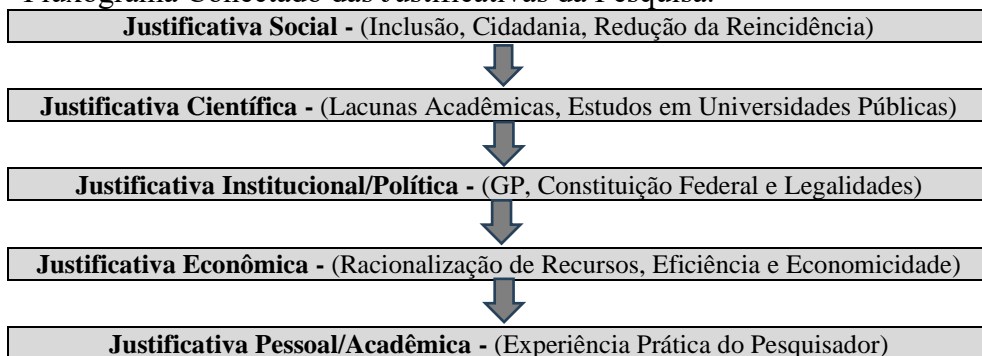 Fluxograma Conectado das Justificativas da Pesquisa.
Justificativa Social - (Inclusão, Cidadania, Redução da Reincidência)
Justificativa Científica - (Lacunas Acadêmicas, Estudos em Universidades Públicas)
Justificativa Institucional/Política - (GP, Constituição Federal e Legalidades)
Justificativa Econômica - (Racionalização de Recursos, Eficiência e Economicidade)
Justificativa Pessoal/Acadêmica - (Experiência Prática do Pesquisador)